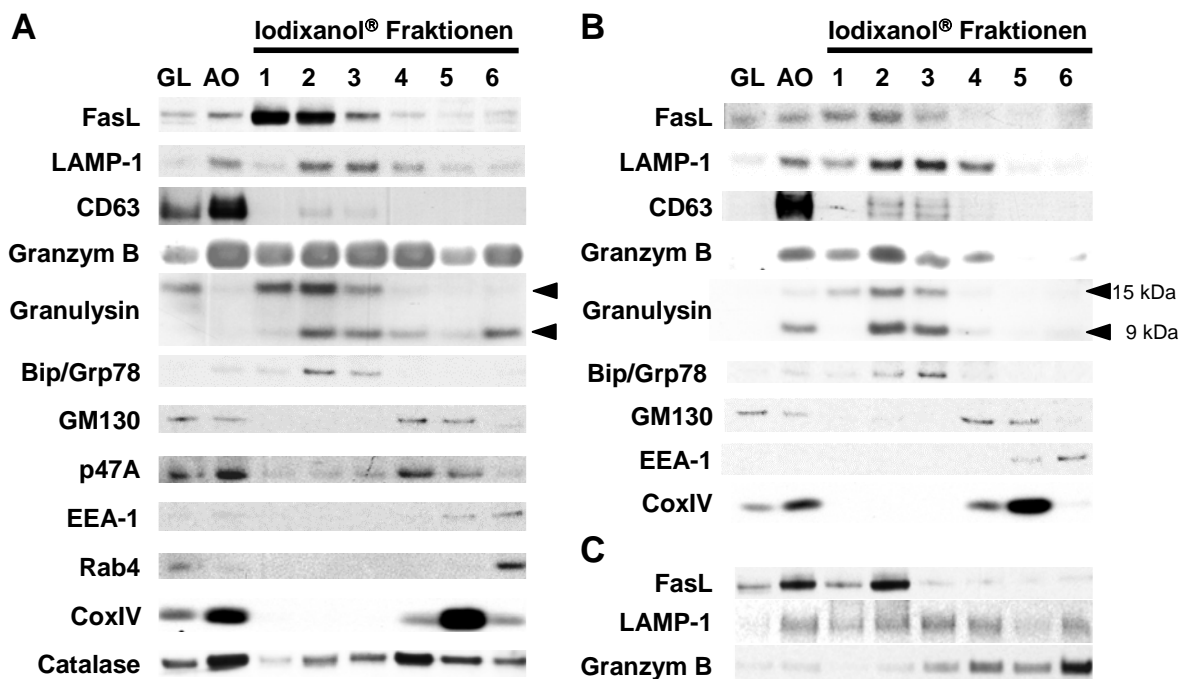 A
Iodixanol® Fraktionen
GL AO 1 2 3 4 5 6
FasL
LAMP-1
CD63
Granzym B
Granulysin
Bip/Grp78
GM130
p47A
EEA-1
Rab4
CoxIV
Catalase
B
Iodixanol® Fraktionen
GL AO 1 2 3 4 5 6
FasL
LAMP-1
CD63
Granzym B
15 kDa
Granulysin
9 kDa
Bip/Grp78
GM130
EEA-1
CoxIV
C
FasL
LAMP-1
Granzym B